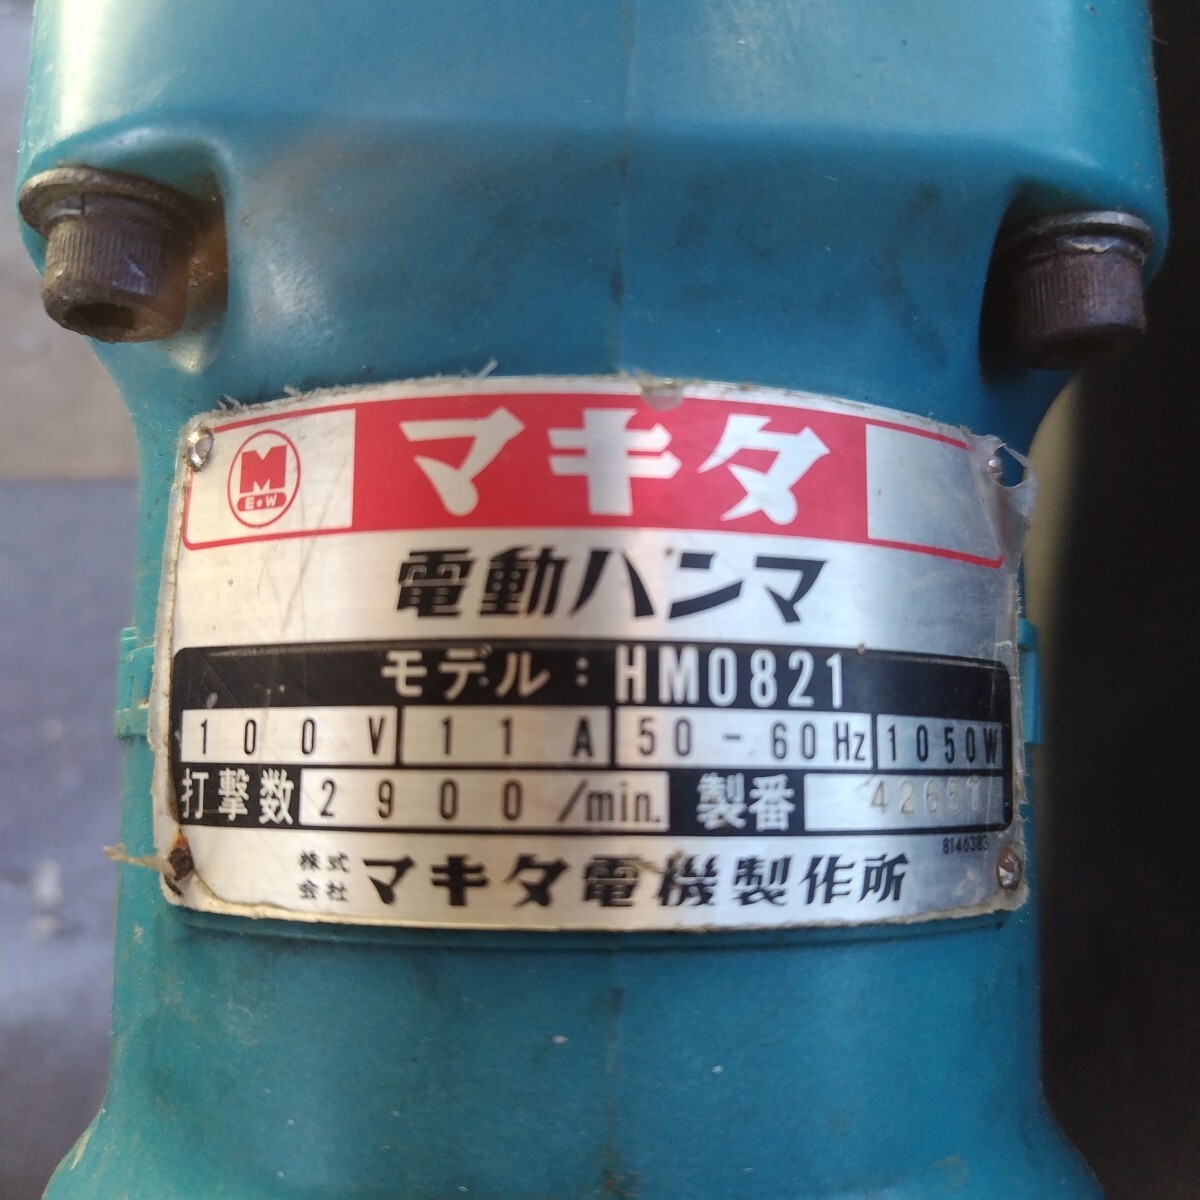 M
E・W
マキタ
電動ハンマ
モデル：HM0821
100V 11A 50-60Hz 1050W
打撃数 2900/min. 製番
8146383
株式会社 マキタ電機製作所